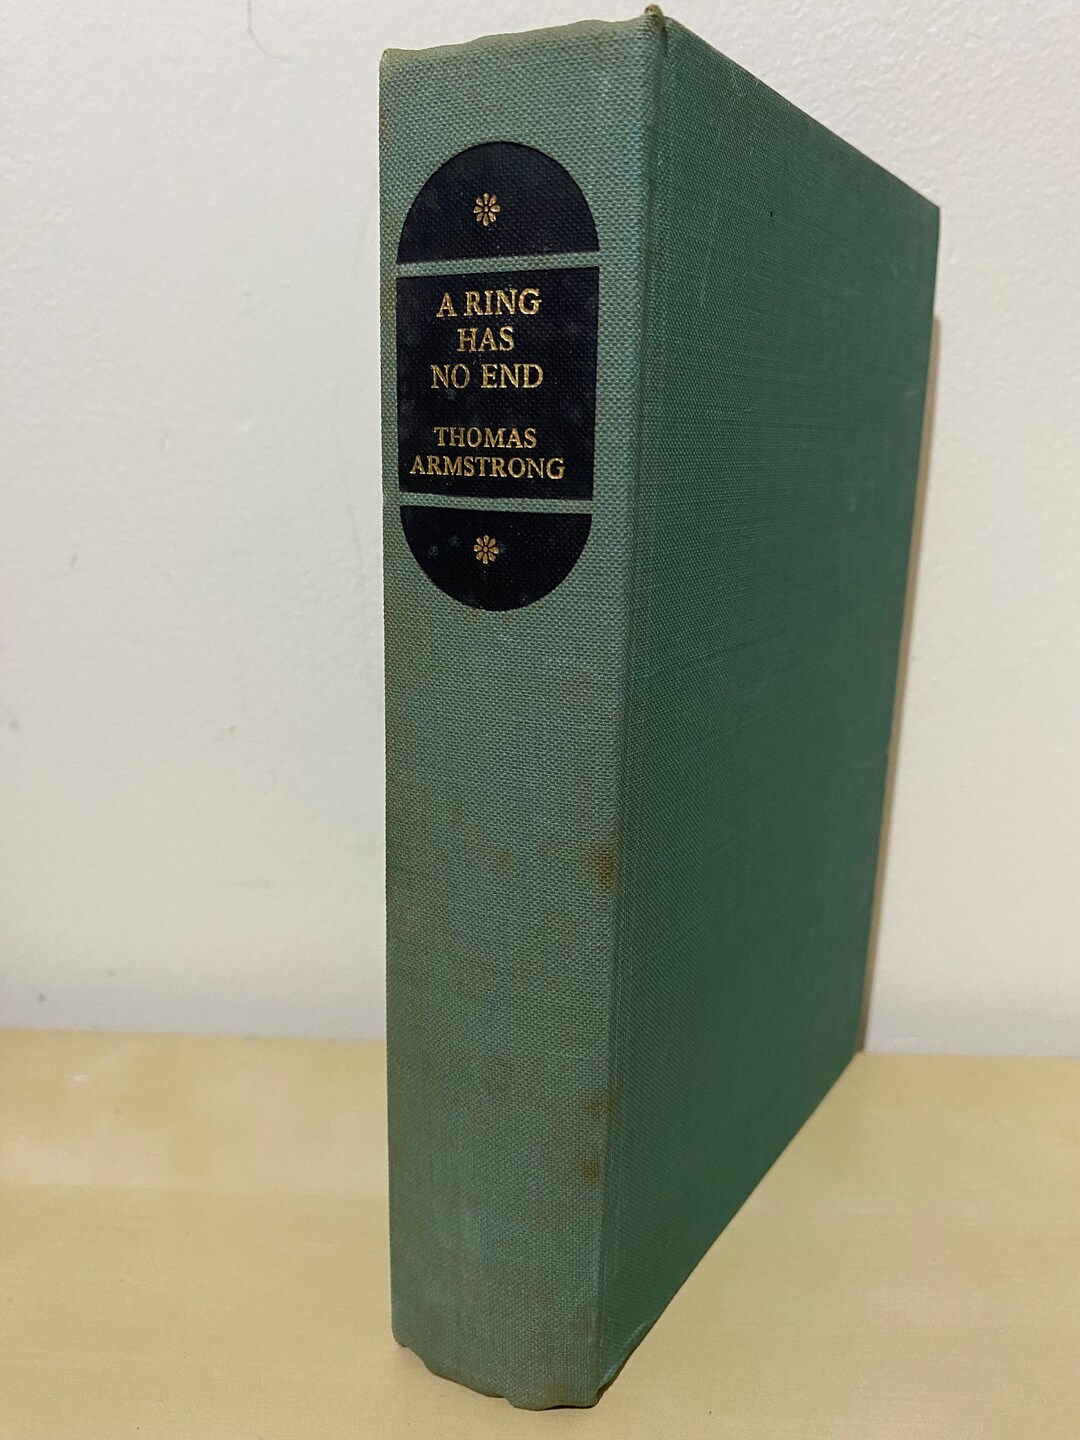 A RING
HAS
NO END
THOMAS
ARMSTRONG